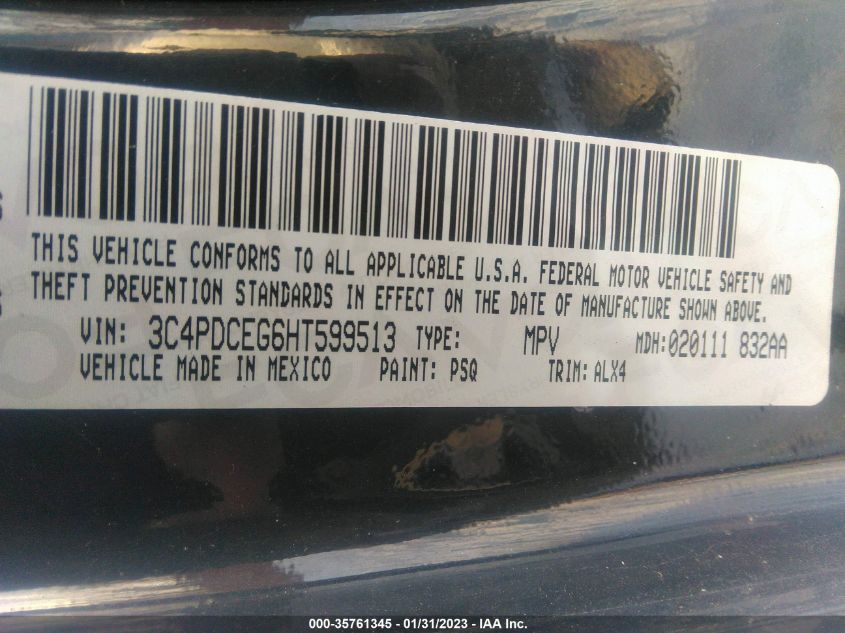 THIS VEHICLE CONFORMS TO ALL APPLICABLE U.S.A. FEDERAL MOTOR VEHICLE SAFETY AND
THEFT PREVENTION STANDARDS IN EFFECT ON THE DATE OF MANUFACTURE SHOWN ABOVE.
VIN: 3C4PDCEG6HT599513 TYPE: MPV MDH:020111 832AA
VEHICLE MADE IN MEXICO PAINT: PSQ TRIM: ALX4
000-35761345 - 01/31/2023 - IAA Inc.